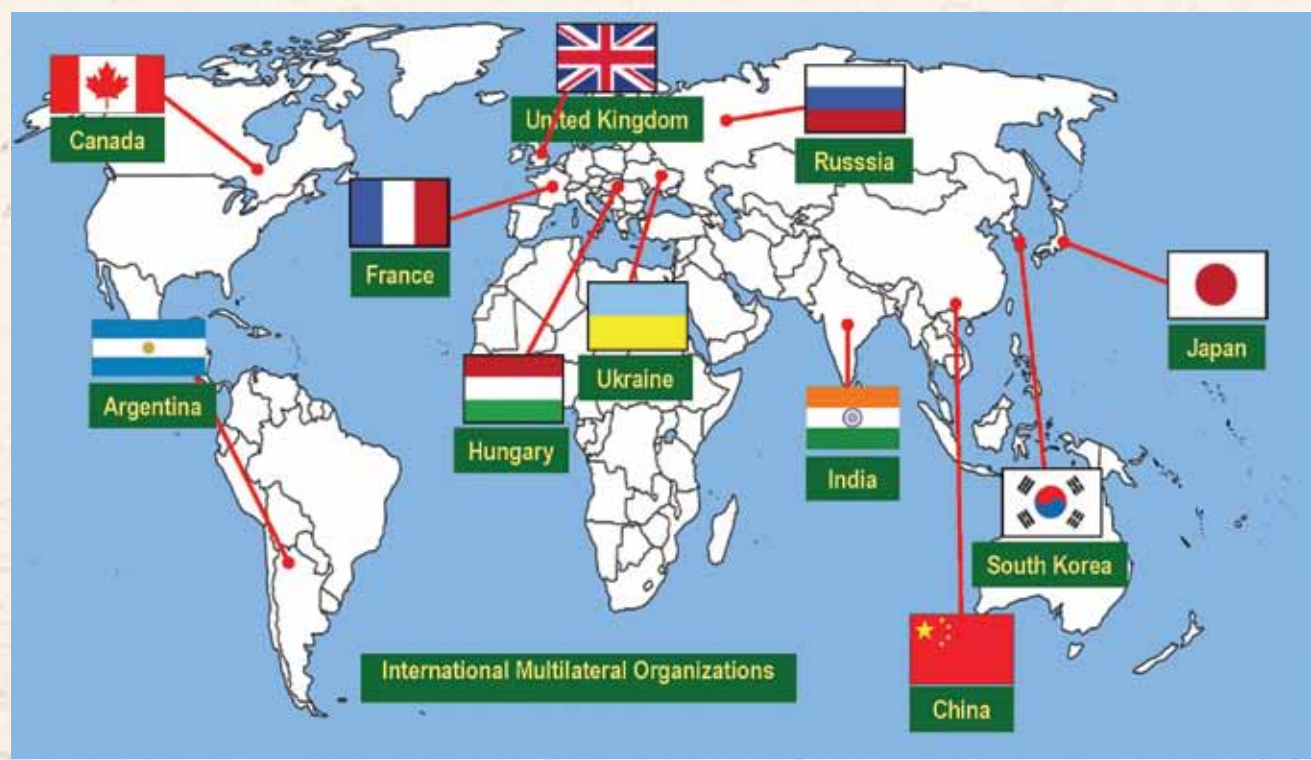 Canada
United Kingdom
Russsia
France
Japan
Argentina
Ukraine
Hungary
India
South Korea
International Multilateral Organizations
China